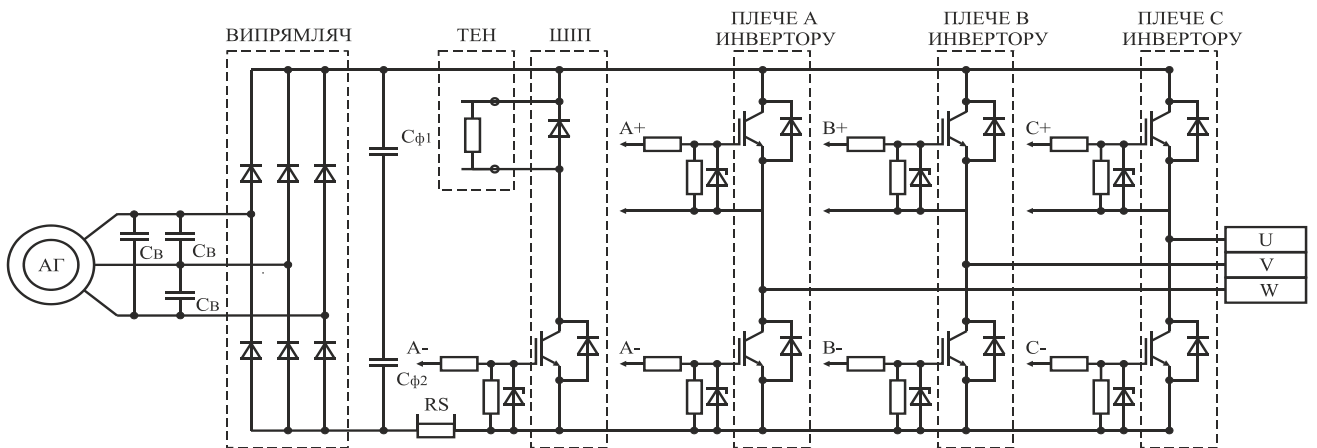 ВИПРЯМЛЯЧ
ТЕН
ШІП
ПЛЕЧЕ А
ИНВЕРТОРУ
ПЛЕЧЕ В
ИНВЕРТОРУ
ПЛЕЧЕ С
ИНВЕРТОРУ
Сф1
А+
В+
С+
АГ
Св
Св
Св
U
V
W
А-
А-
В-
С-
Сф2
RS